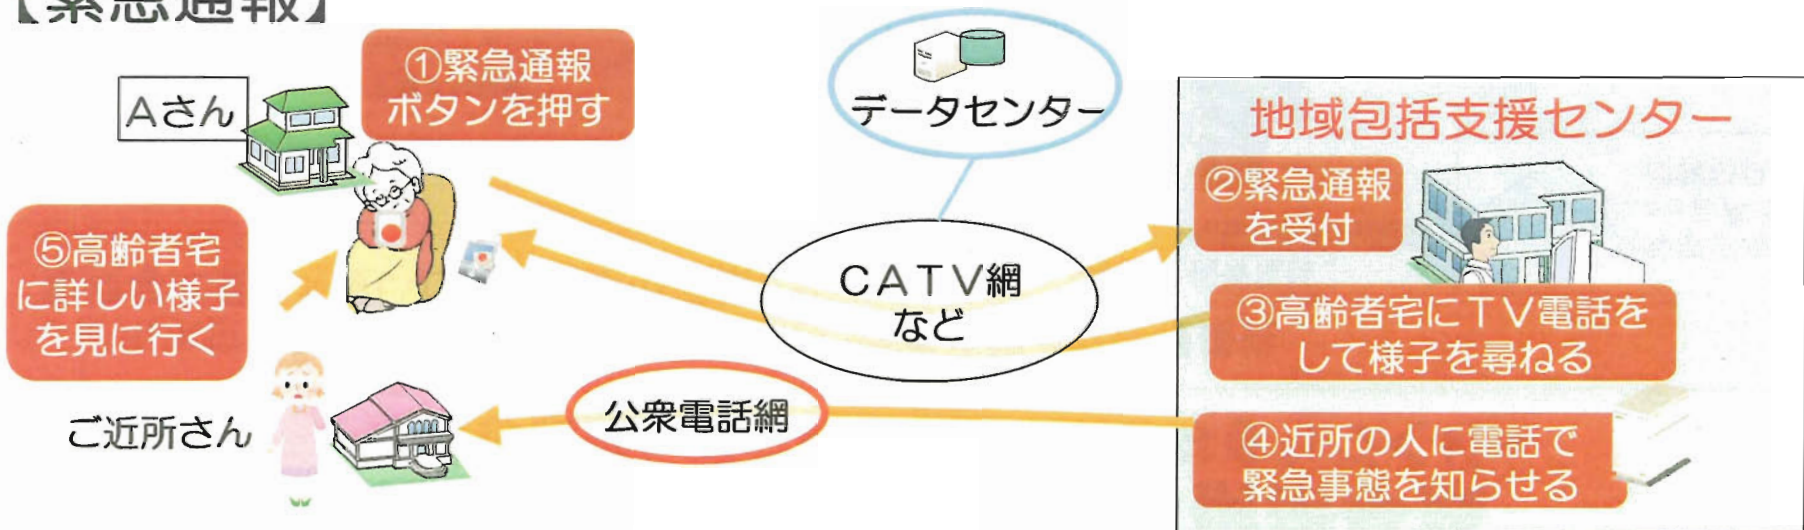 【緊急通報】
Aさん
①緊急通報
ボタンを押す
データセンター
地域包括支援センター
②緊急通報
を受付
⑤高齢者宅
に詳しい様子
を見に行く
CATV網
など
③高齢者宅にTV電話を
して様子を尋ねる
ご近所さん
公衆電話網
④近所の人に電話で
緊急事態を知らせる